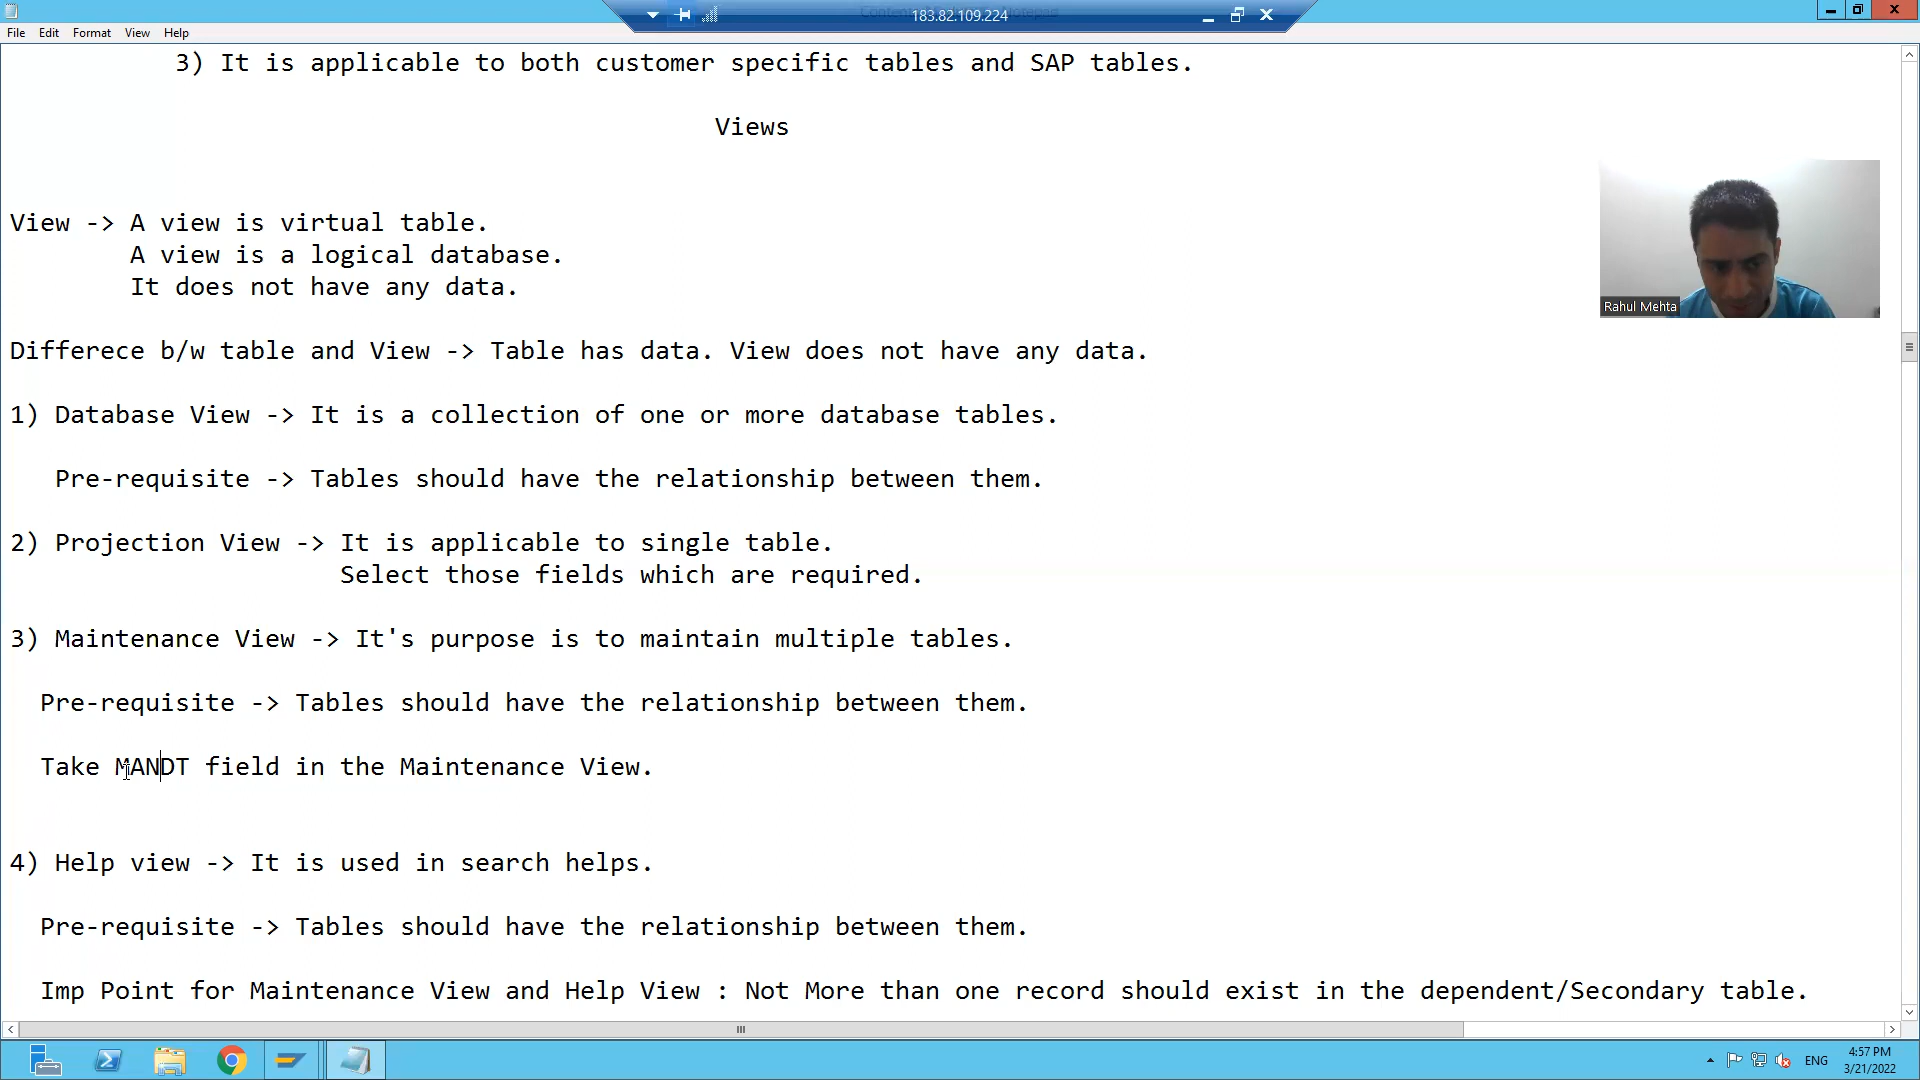 183.82.109.224
File Edit Format View Help
3) It is applicable to both customer specific tables and SAP tables.
Views
View -> A view is virtual table.
A view is a logical database.
It does not have any data.
Rahul Mehta
Differece b/w table and View -> Table has data. View does not have any data.
1) Database View -> It is a collection of one or more database tables.
Pre-requisite -> Tables should have the relationship between them.
2) Projection View -> It is applicable to single table.
Select those fields which are required.
3) Maintenance View -> It's purpose is to maintain multiple tables.
Pre-requisite -> Tables should have the relationship between them.
Take MANDT field in the Maintenance View.
4) Help view -> It is used in search helps.
Pre-requisite -> Tables should have the relationship between them.
Imp Point for Maintenance View and Help View : Not More than one record should exist in the dependent/Secondary table.
ENG
4:57 PM
3/21/2022